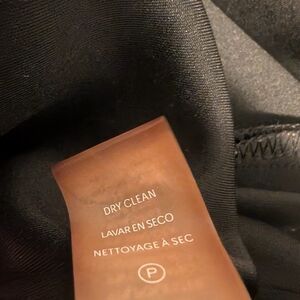 DRY CLEAN
LAVAR EN SECO
NETTOYAGE À SEC
P